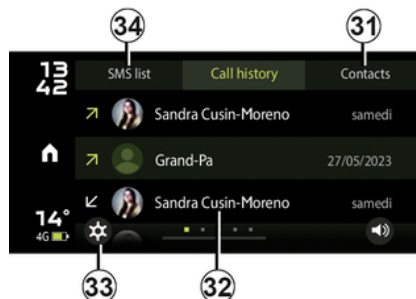 34
31
13
42
SMS list
Call history
Contacts
Sandra Cusin-Moreno
samedi
Grand-Pa
27/05/2023
Sandra Cusin-Moreno
samedi
14°
4G
33
32